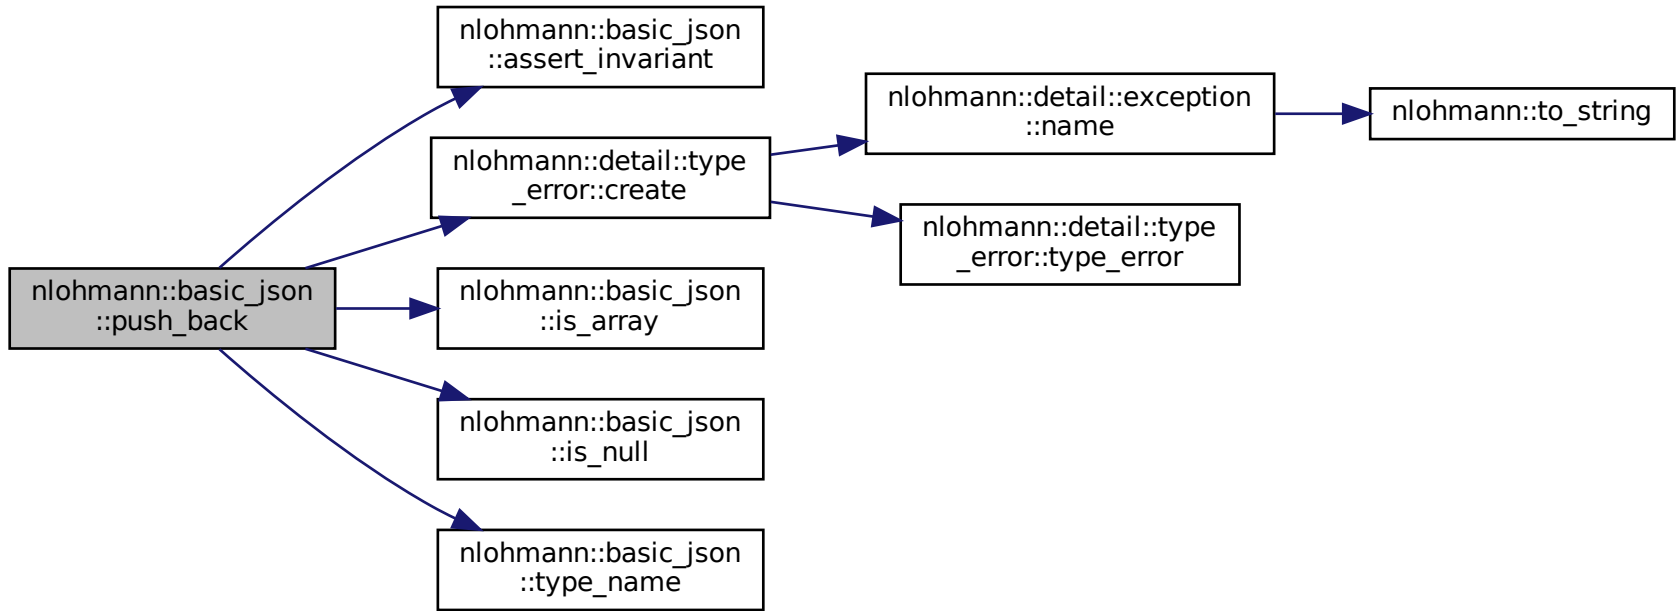 nlohmann::basic_json
::push_back
nlohmann::basic_json
::assert_invariant
nlohmann::detail::type
_error::create
nlohmann::basic_json
::is_array
nlohmann::basic_json
::is_null
nlohmann::basic_json
::type_name
nlohmann::detail::exception
::name
nlohmann::detail::type
_error::type_error
nlohmann::to_string